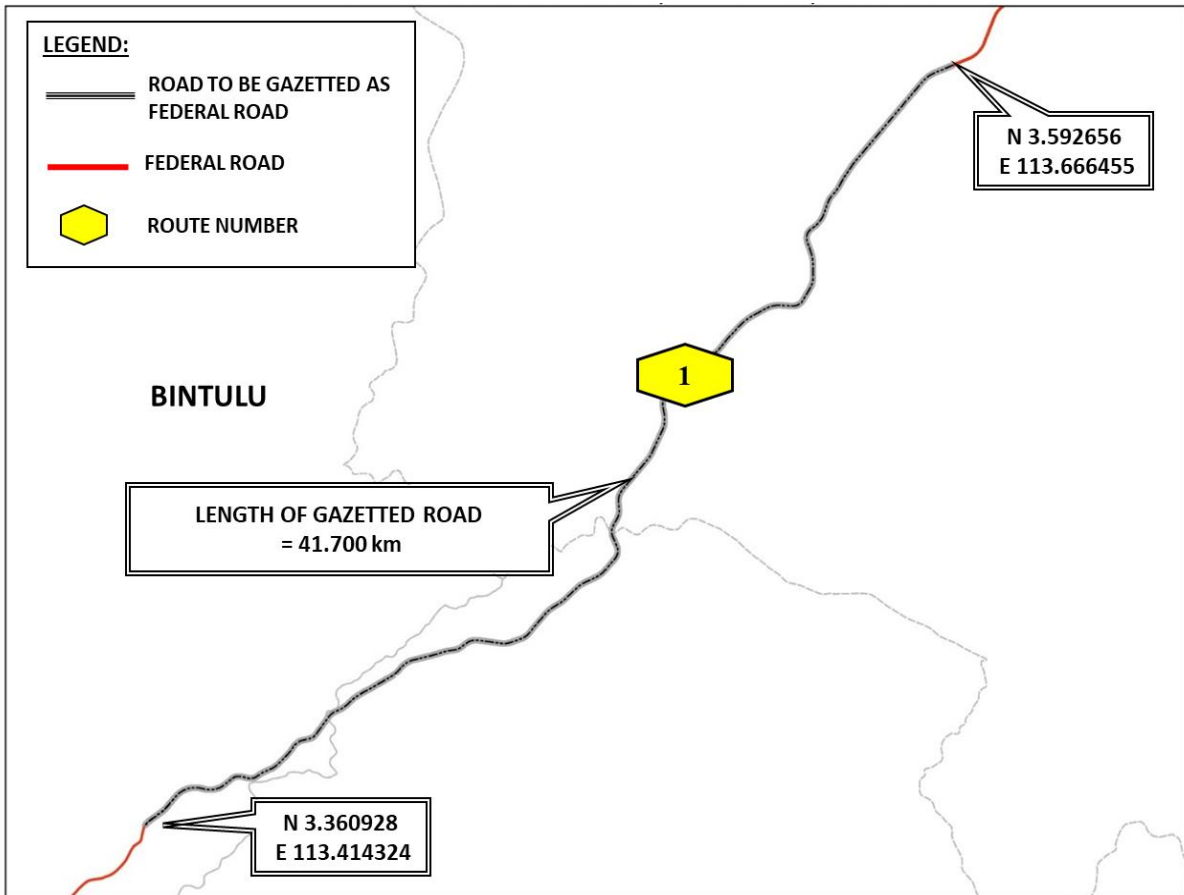 LEGEND:
ROAD TO BE GAZETTED AS
FEDERAL ROAD
FEDERAL ROAD
ROUTE NUMBER
N 3.592656
E 113.666455
1
BINTULU
LENGTH OF GAZETTED ROAD
= 41.700 km
N 3.360928
E 113.414324